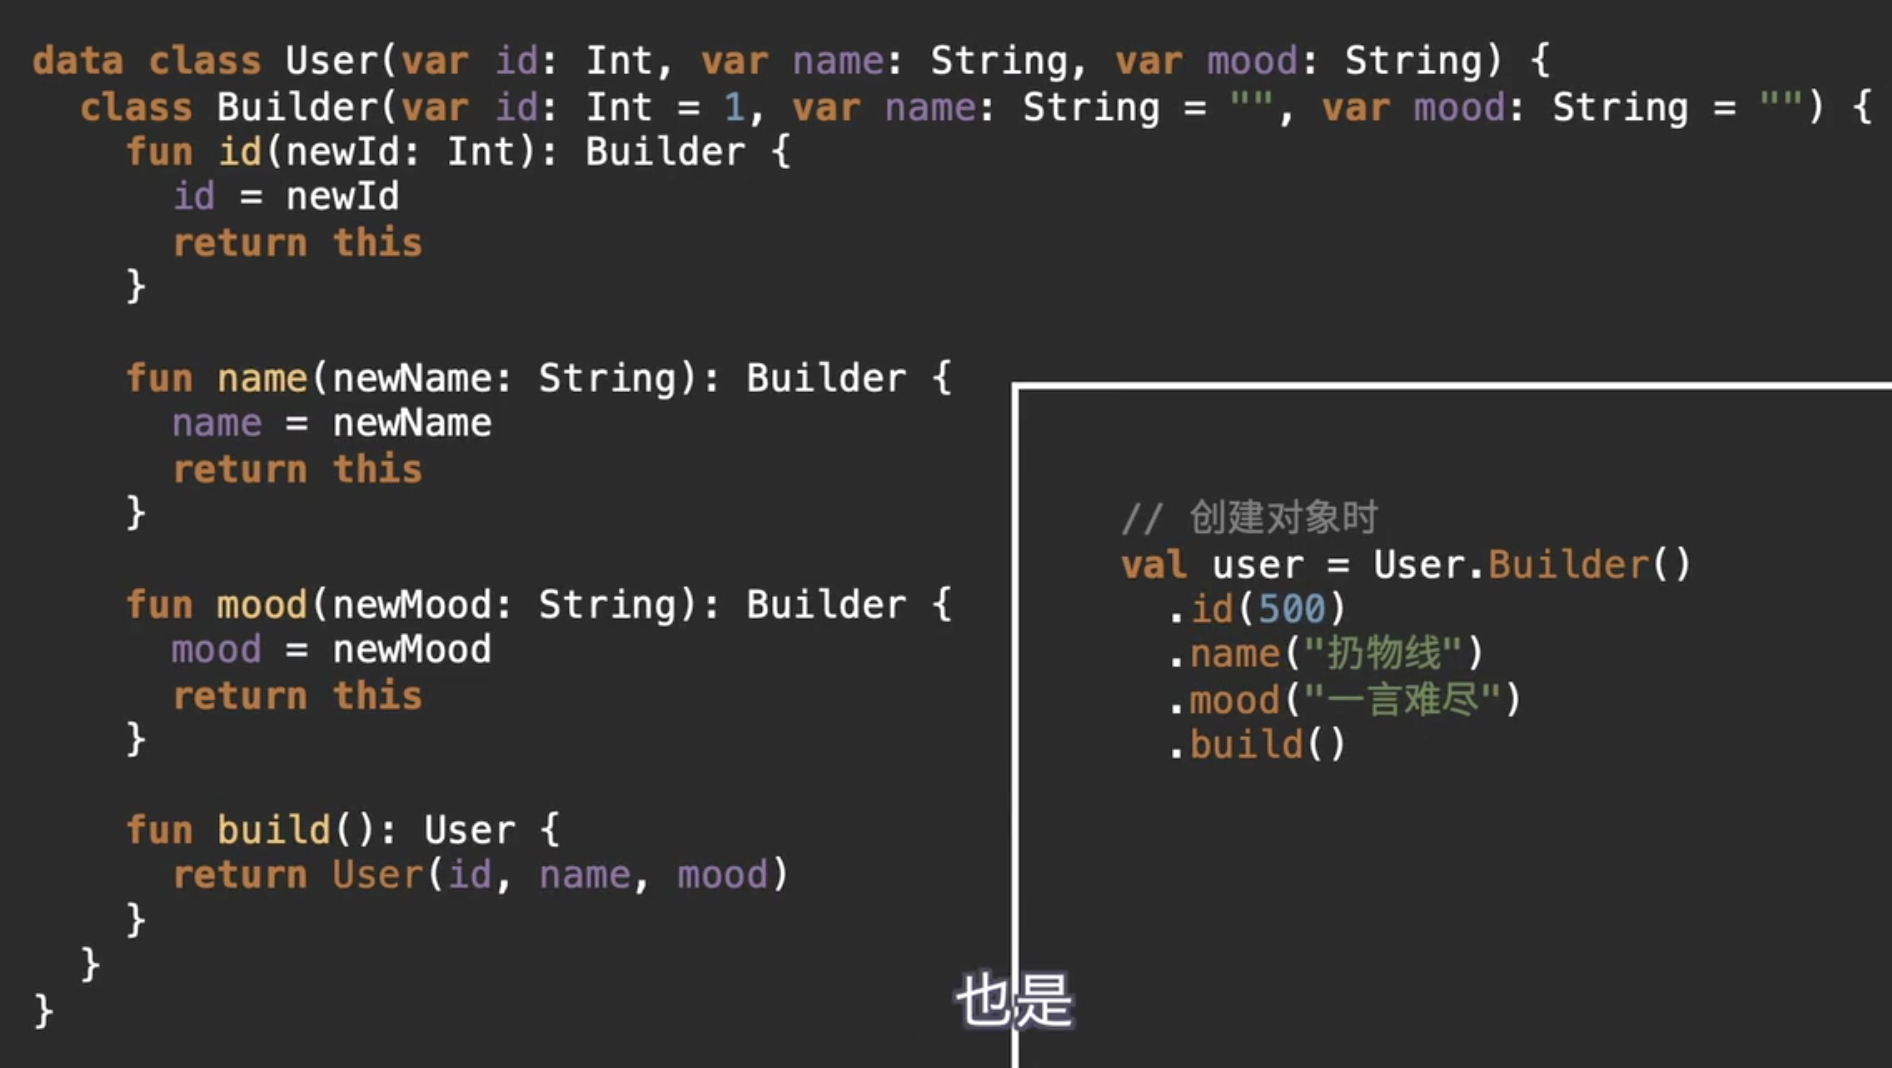 data class User(var id: Int, var name: String, var mood: String) {
class Builder(var id: Int = 1, var name: String = "", var mood: String = "") {
fun id(newId: Int): Builder {
id = newId
return this
}
fun name(newName: String): Builder {
name = newName
return this
}
fun mood(newMood: String): Builder {
mood = newMood
return this
}
fun build(): User {
return User(id, name, mood)
}
}
}
// 创建对象时
val user = User.Builder()
.id(500)
.name("扔物线")
.mood("一言难尽")
.build()
也是